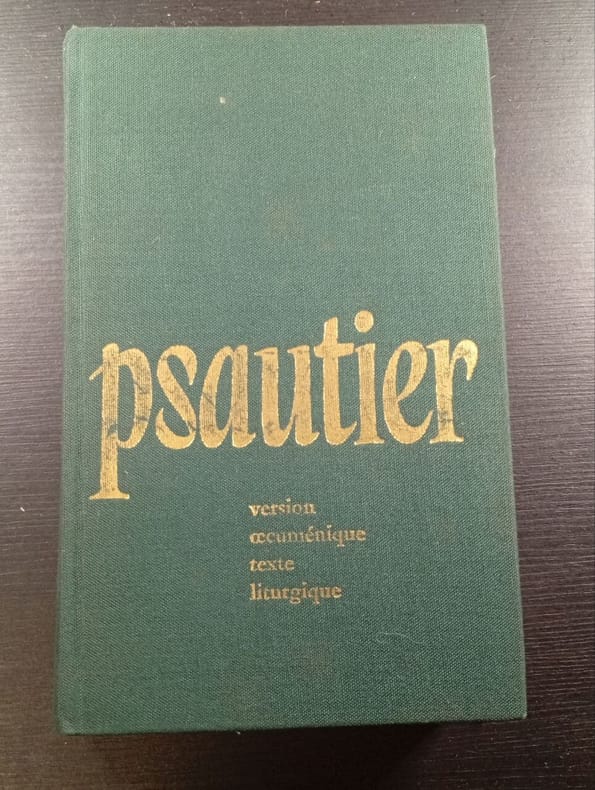 psautier
version
œcuménique
texte
liturgique